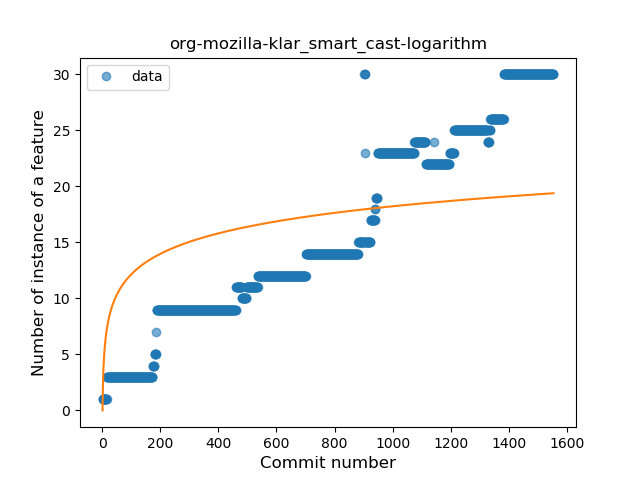 org-mozilla-klar_smart_cast-logarithm
data
Number of instance of a feature
30
25
20
15
10
5
0
0 200 400 600 800 1000 1200 1400 1600
Commit number